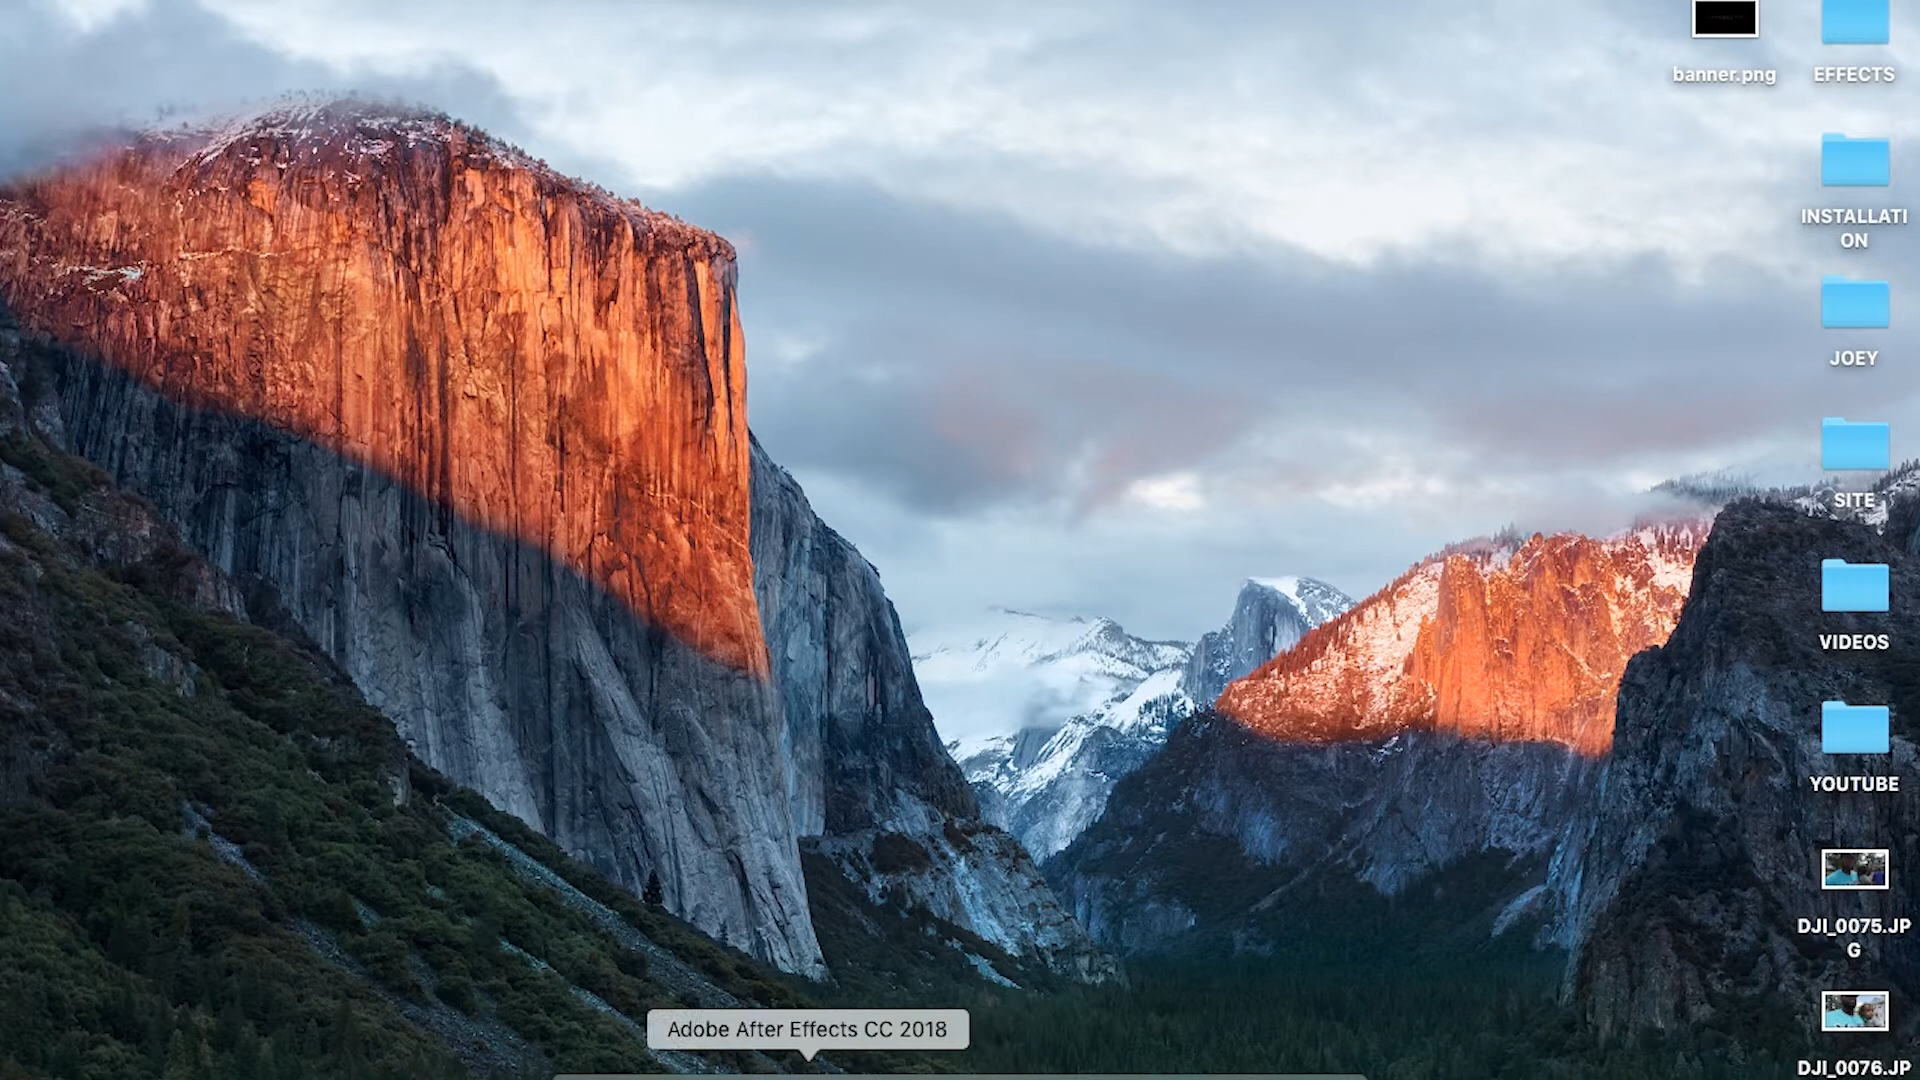 banner.png
EFFECTS
INSTALLATI
ON
JOEY
SITE
VIDEOS
YOUTUBE
DJI_0075.JP
G
Adobe After Effects CC 2018
DJI_0076.JP